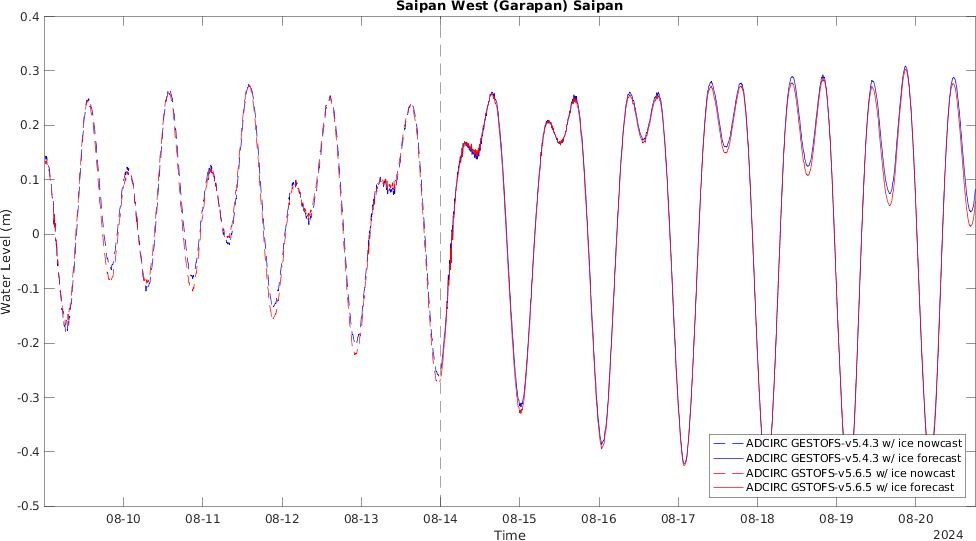 Saipan West (Garapan) Saipan
0.4
0.3
0.2
0.1
0
-0.1
-0.2
-0.3
-0.4
-0.5
Water Level (m)
ADCIRC GESTOFS-v5.4.3 w/ ice nowcast
ADCIRC GESTOFS-v5.4.3 w/ ice forecast
ADCIRC GSTOFS-v5.6.5 w/ ice nowcast
ADCIRC GSTOFS-v5.6.5 w/ ice forecast
08-10 08-11 08-12 08-13 08-14 08-15 08-16 08-17 08-18 08-19 08-20
Time
2024